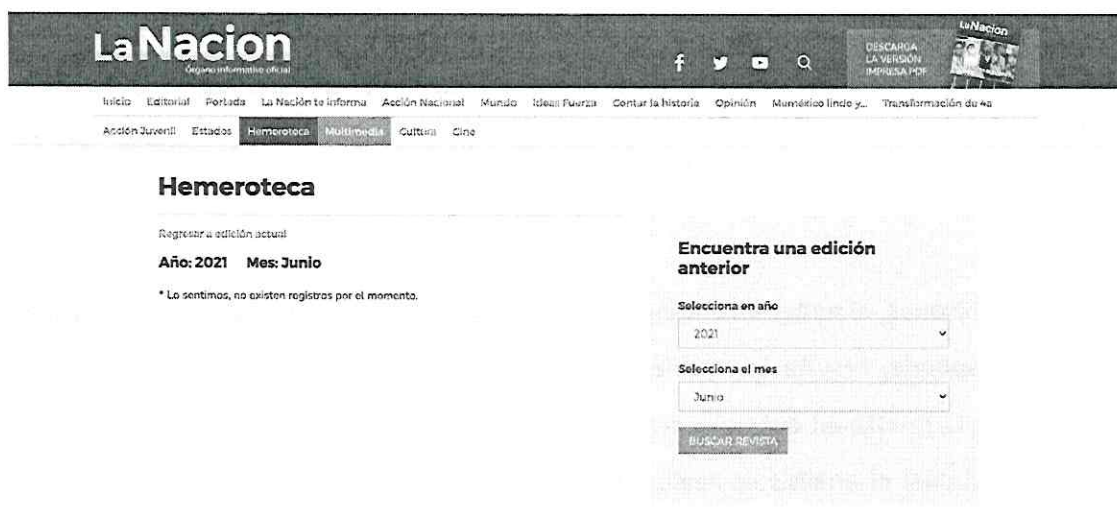 LaNacion
Órgano informativo oficial
DESCARGA
LA VERSIÓN
IMPRESA PDF
LaNacion
Inicio Editorial Portada La Nación te informa Acción Nacional Mundo Ideas Fuerza Contar la historia Opinión Muméxico lindo y... Transformación de 4a
Acción Juvenil Estados Hemeroteca Multimedia Cultura Cine
Hemeroteca
Regresar a edición actual
Año: 2021 Mes: Junio
* Lo sentimos, no existen registros por el momento.
Encuentra una edición
anterior
Selecciona en año
2021
Selecciona el mes
Junio
BUSCAR REVISTA